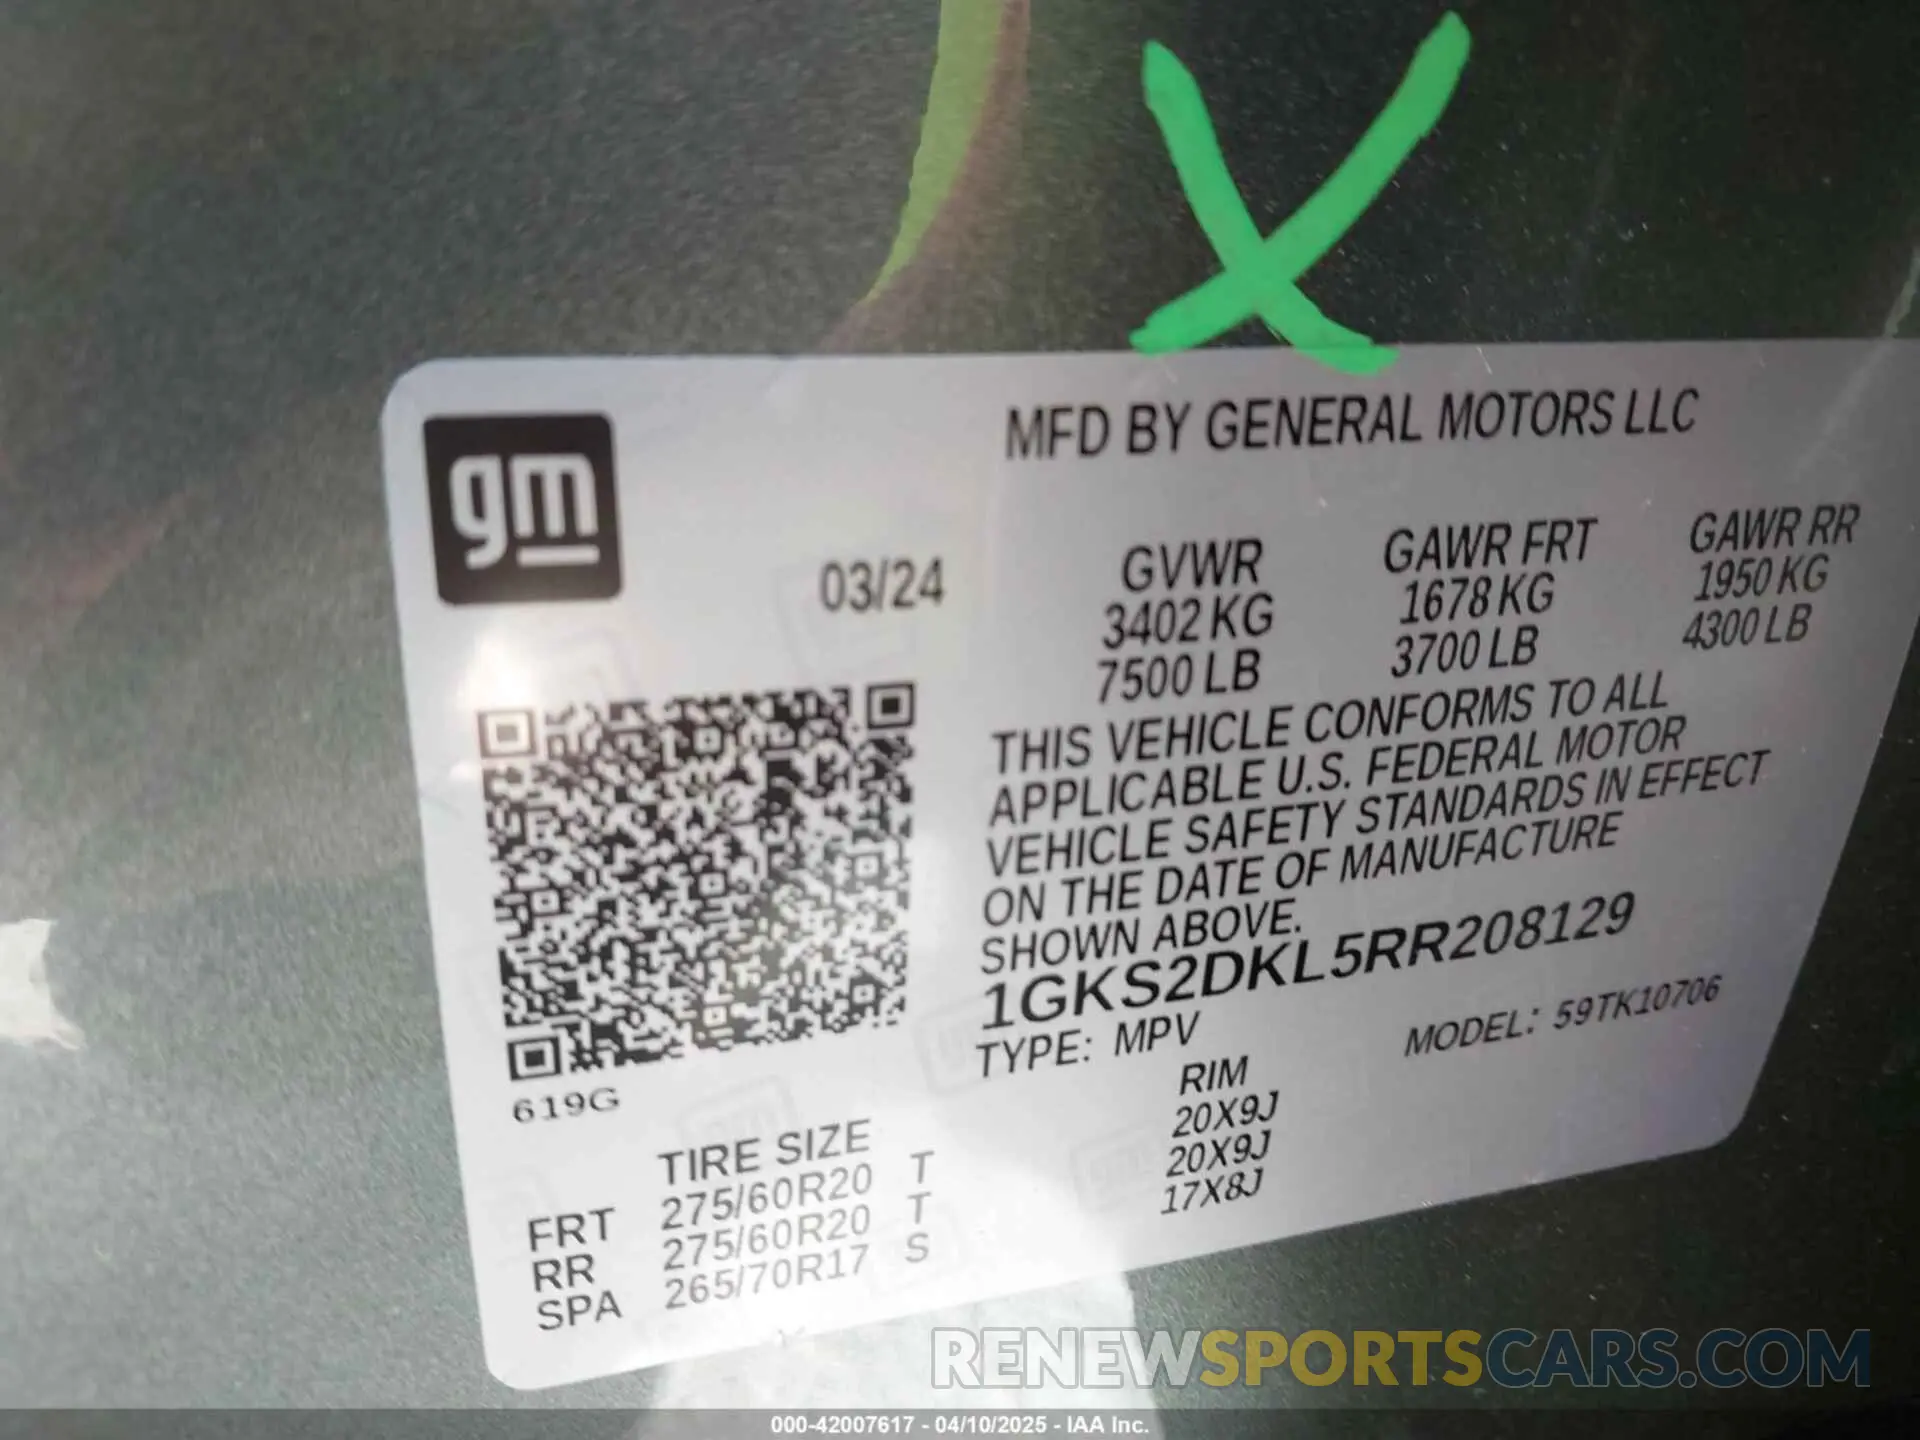 X
gm
MFD BY GENERAL MOTORS LLC
03/24
GVWR GAWR FRT GAWR RR
3402 KG 1678 KG 1950 KG
7500 LB 3700 LB 4300 LB
THIS VEHICLE CONFORMS TO ALL
APPLICABLE U.S. FEDERAL MOTOR
VEHICLE SAFETY STANDARDS IN EFFECT
ON THE DATE OF MANUFACTURE
SHOWN ABOVE.
1GKS2DKL5RR208129
TYPE: MPV MODEL: 59TK10706
619G
TIRE SIZE RIM
FRT 275/60R20 T 20X9J
RR 275/60R20 T 20X9J
SPA 265/70R17 S 17X8J
RENEWSPORTSCARS.COM
000-42007617 - 04/10/2025 - IAA Inc.